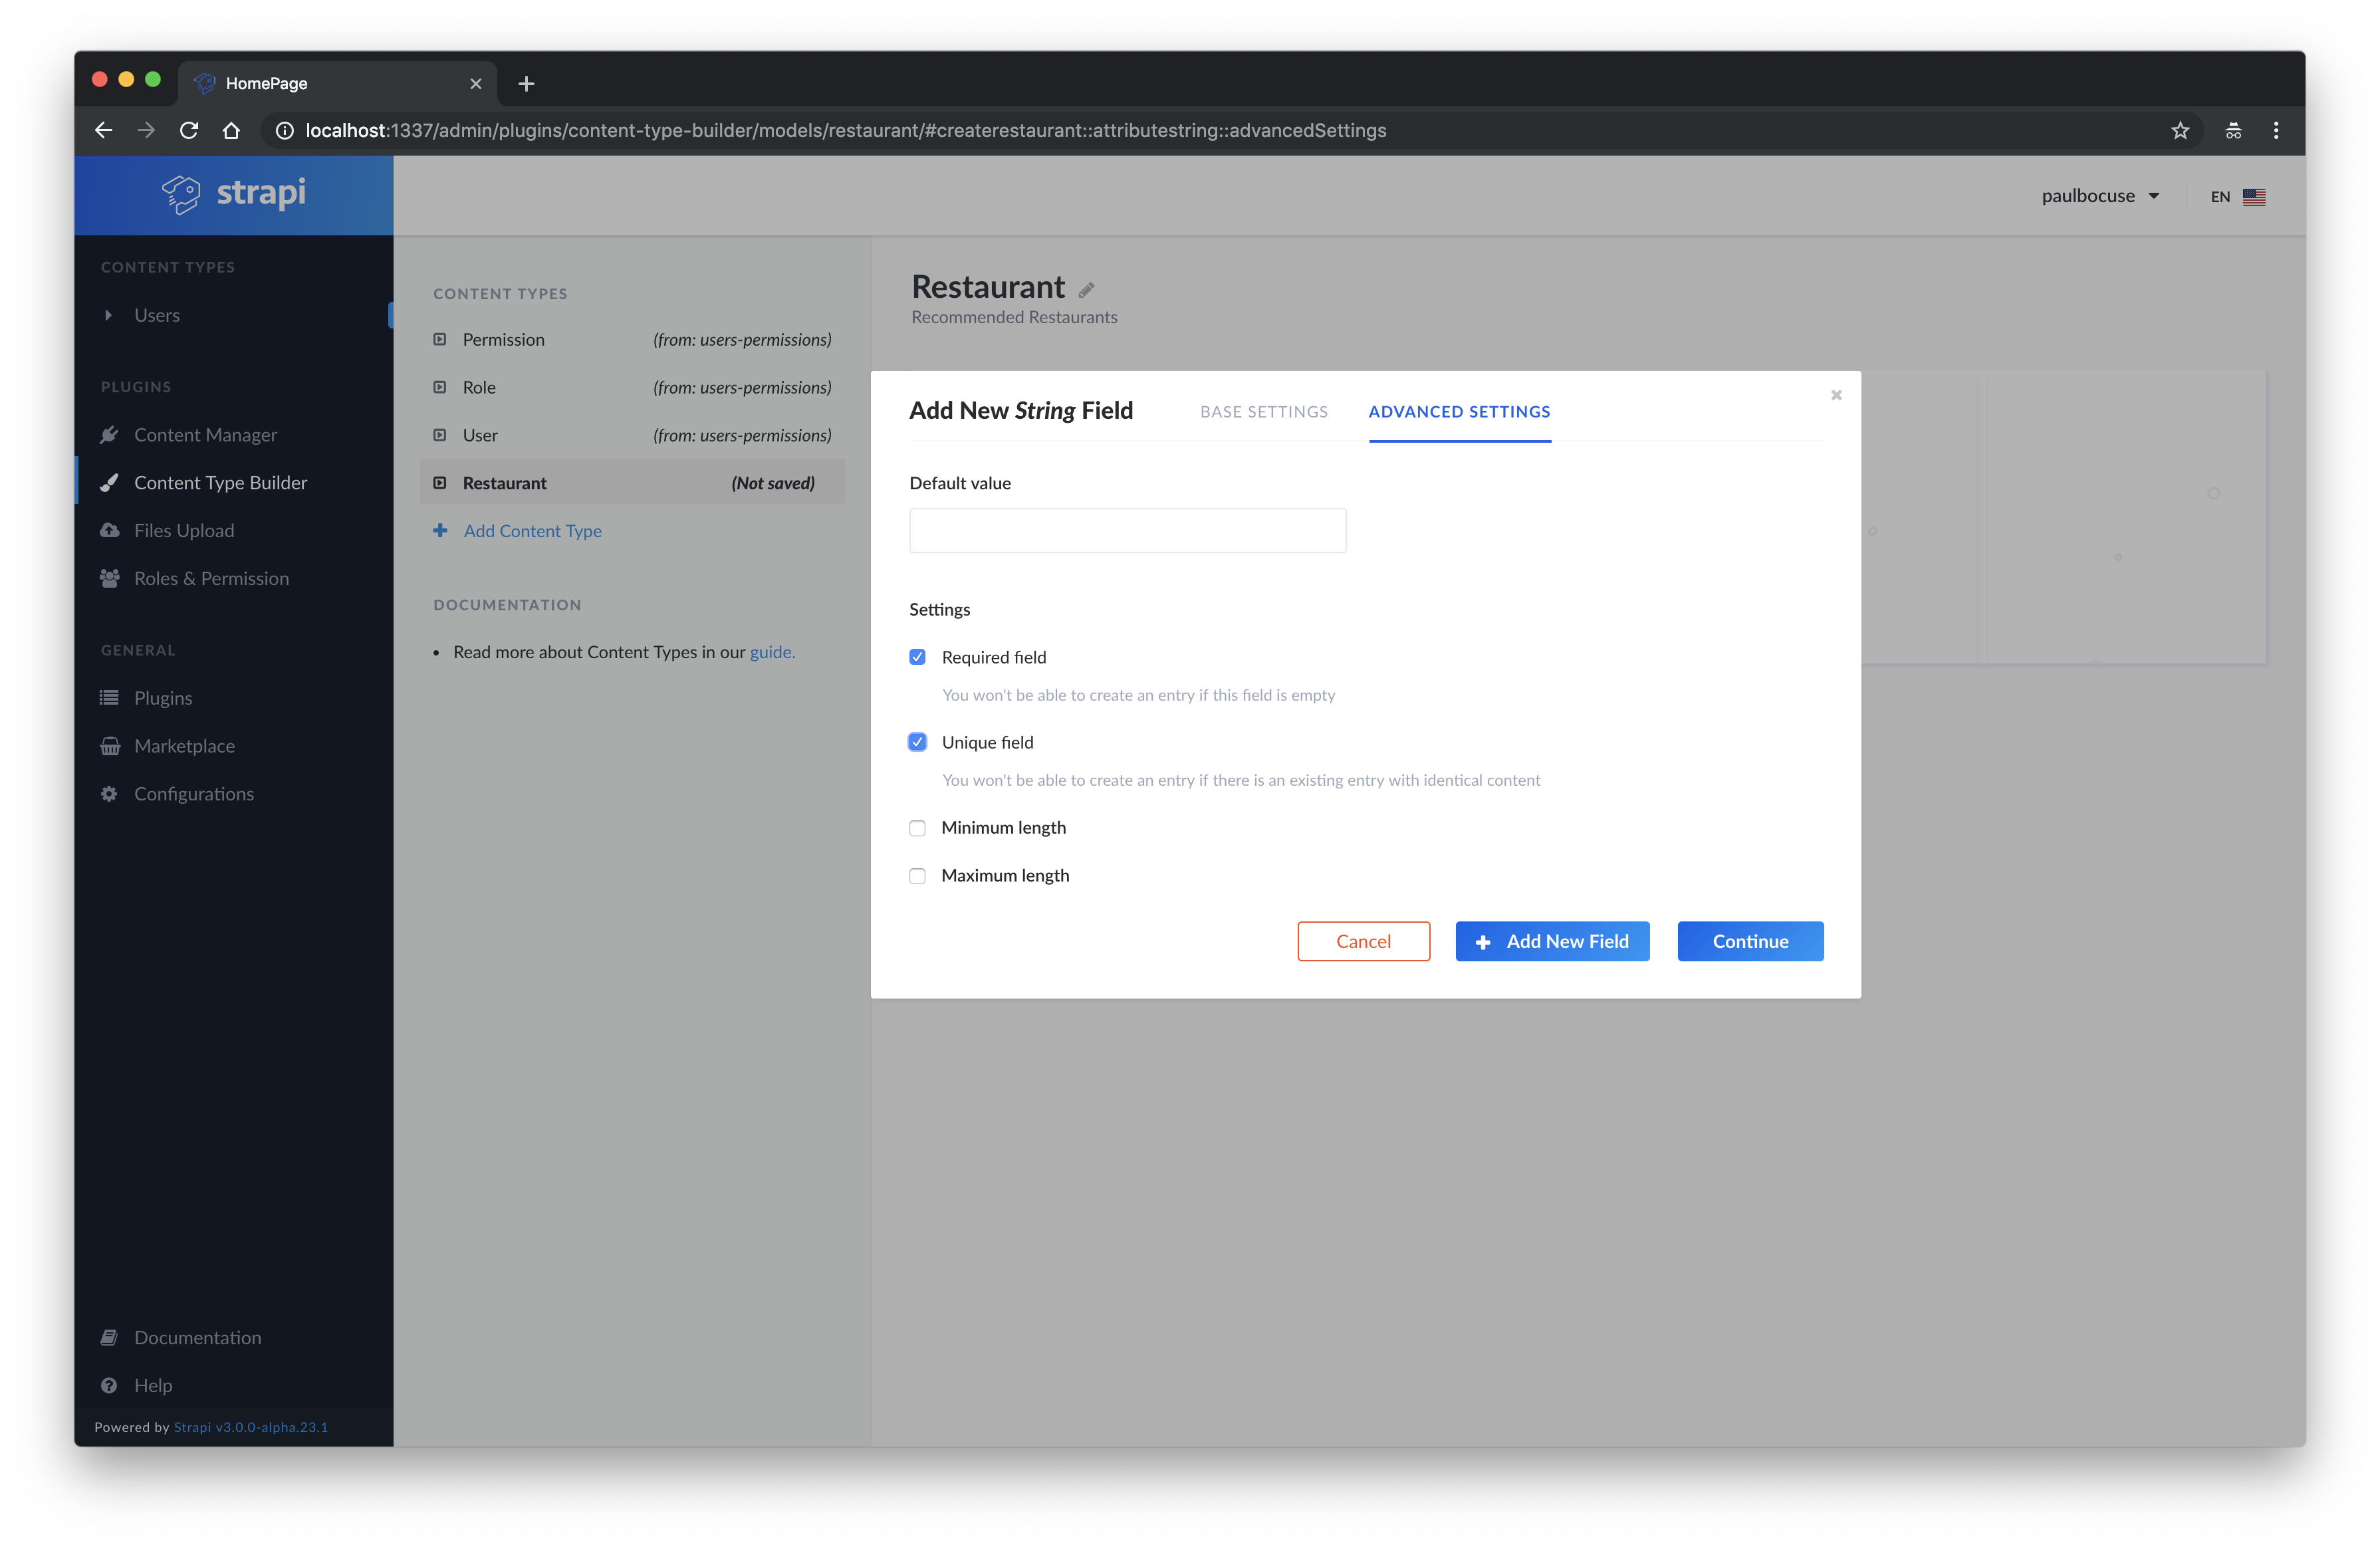 HomePage
localhost:1337/admin/plugins/content-type-builder/models/restaurant/#createrestaurant::attributestring::advancedSettings
strapi
paulbocuse
EN
CONTENT TYPES
Users
PLUGINS
Content Manager
Content Type Builder
Files Upload
Roles & Permission
GENERAL
Plugins
Marketplace
Configurations
Documentation
Help
Powered by Strapi v3.0.0-alpha.23.1
CONTENT TYPES
Permission (from: users-permissions)
Role (from: users-permissions)
User (from: users-permissions)
Restaurant (Not saved)
Add Content Type
DOCUMENTATION
• Read more about Content Types in our guide.
Restaurant
Recommended Restaurants
Add New String Field BASE SETTINGS ADVANCED SETTINGS
Default value
Settings
Required field
You won't be able to create an entry if this field is empty
Unique field
You won't be able to create an entry if there is an existing entry with identical content
Minimum length
Maximum length
Cancel Add New Field Continue